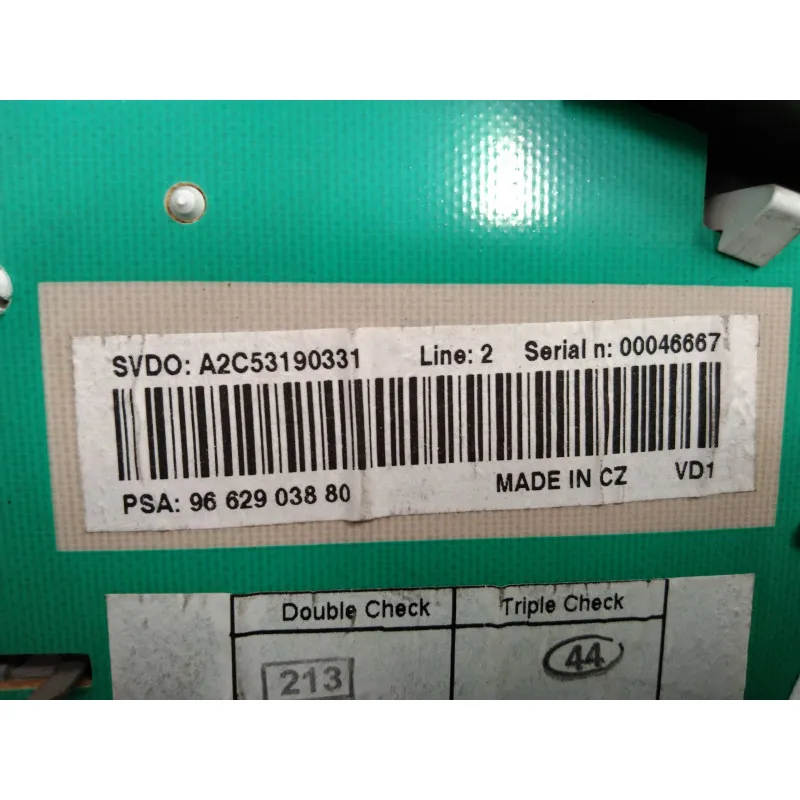 SVDO: A2C53190331 Line: 2 Serial n: 00046667
PSA: 96 629 038 80 MADE IN CZ VD1
Double Check Triple Check
213 44